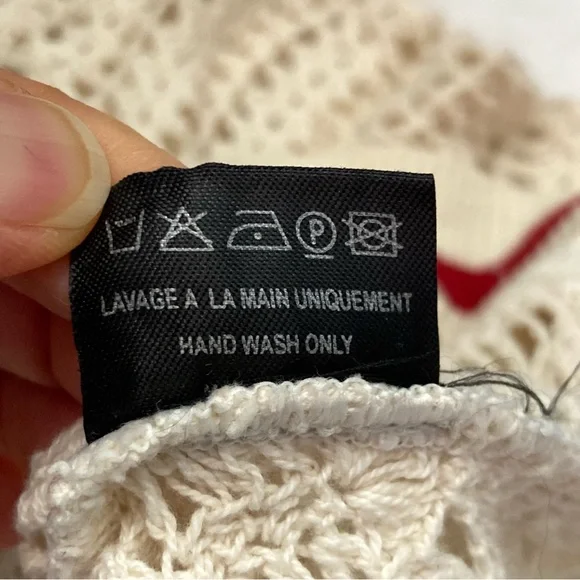 P
LAVAGE A LA MAIN UNIQUEMENT
HAND WASH ONLY